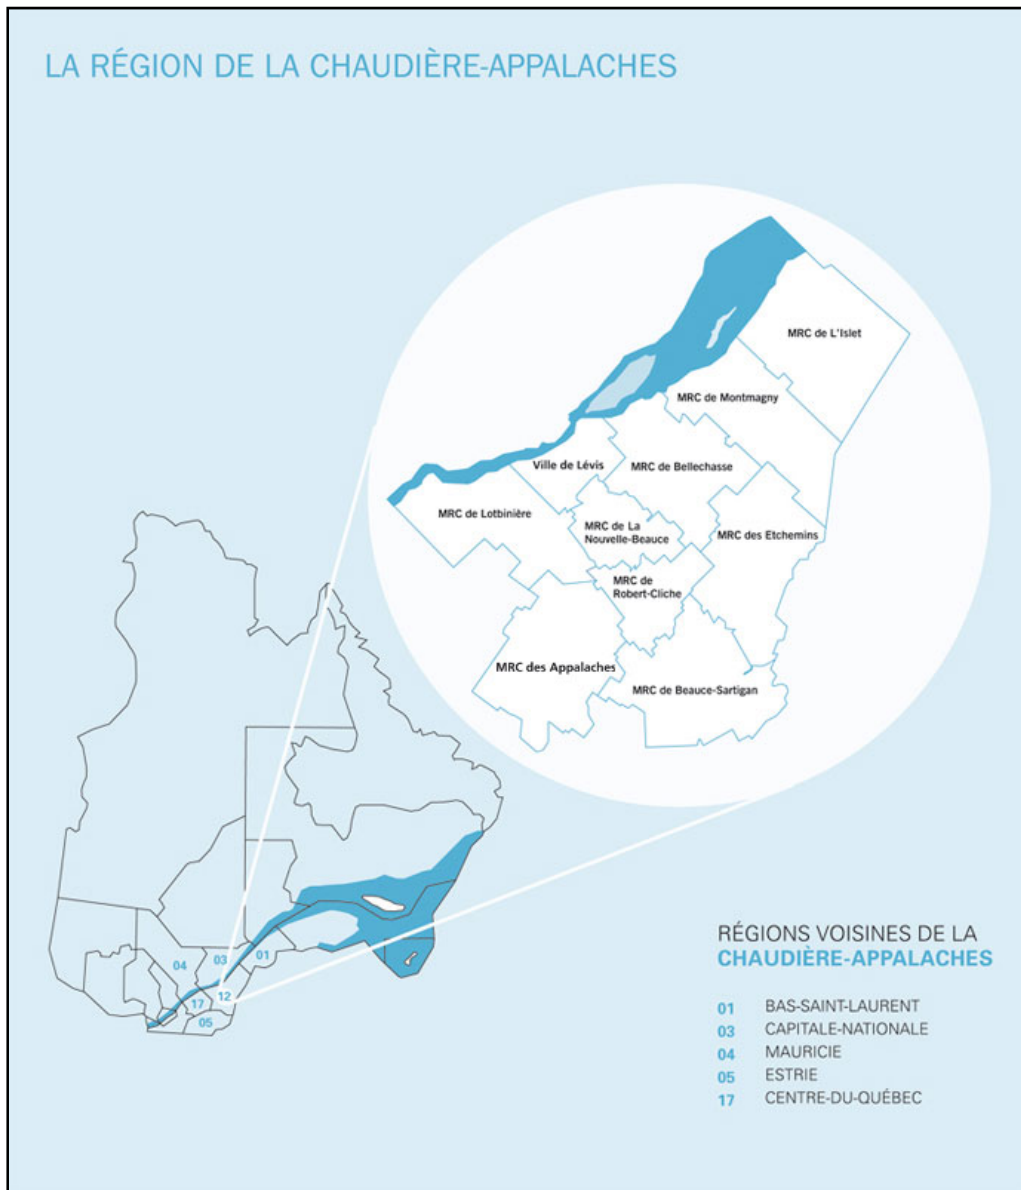 LA RÉGION DE LA CHAUDIÈRE-APPALACHES
MRC de L'Islet
MRC de Montmagny
Ville de Lévis
MRC de Bellechasse
MRC de Lotbinière
MRC de La
Nouvelle-Beauce
MRC des Etchemins
MRC de
Robert-Cliche
MRC des Appalaches
MRC de Beauce-Sartigan
01
03
04
12
17
05
RÉGIONS VOISINES DE LA
CHAUDIÈRE-APPALACHES
01 BAS-SAINT-LAURENT
03 CAPITALE-NATIONALE
04 MAURICIE
05 ESTRIE
17 CENTRE-DU-QUÉBEC